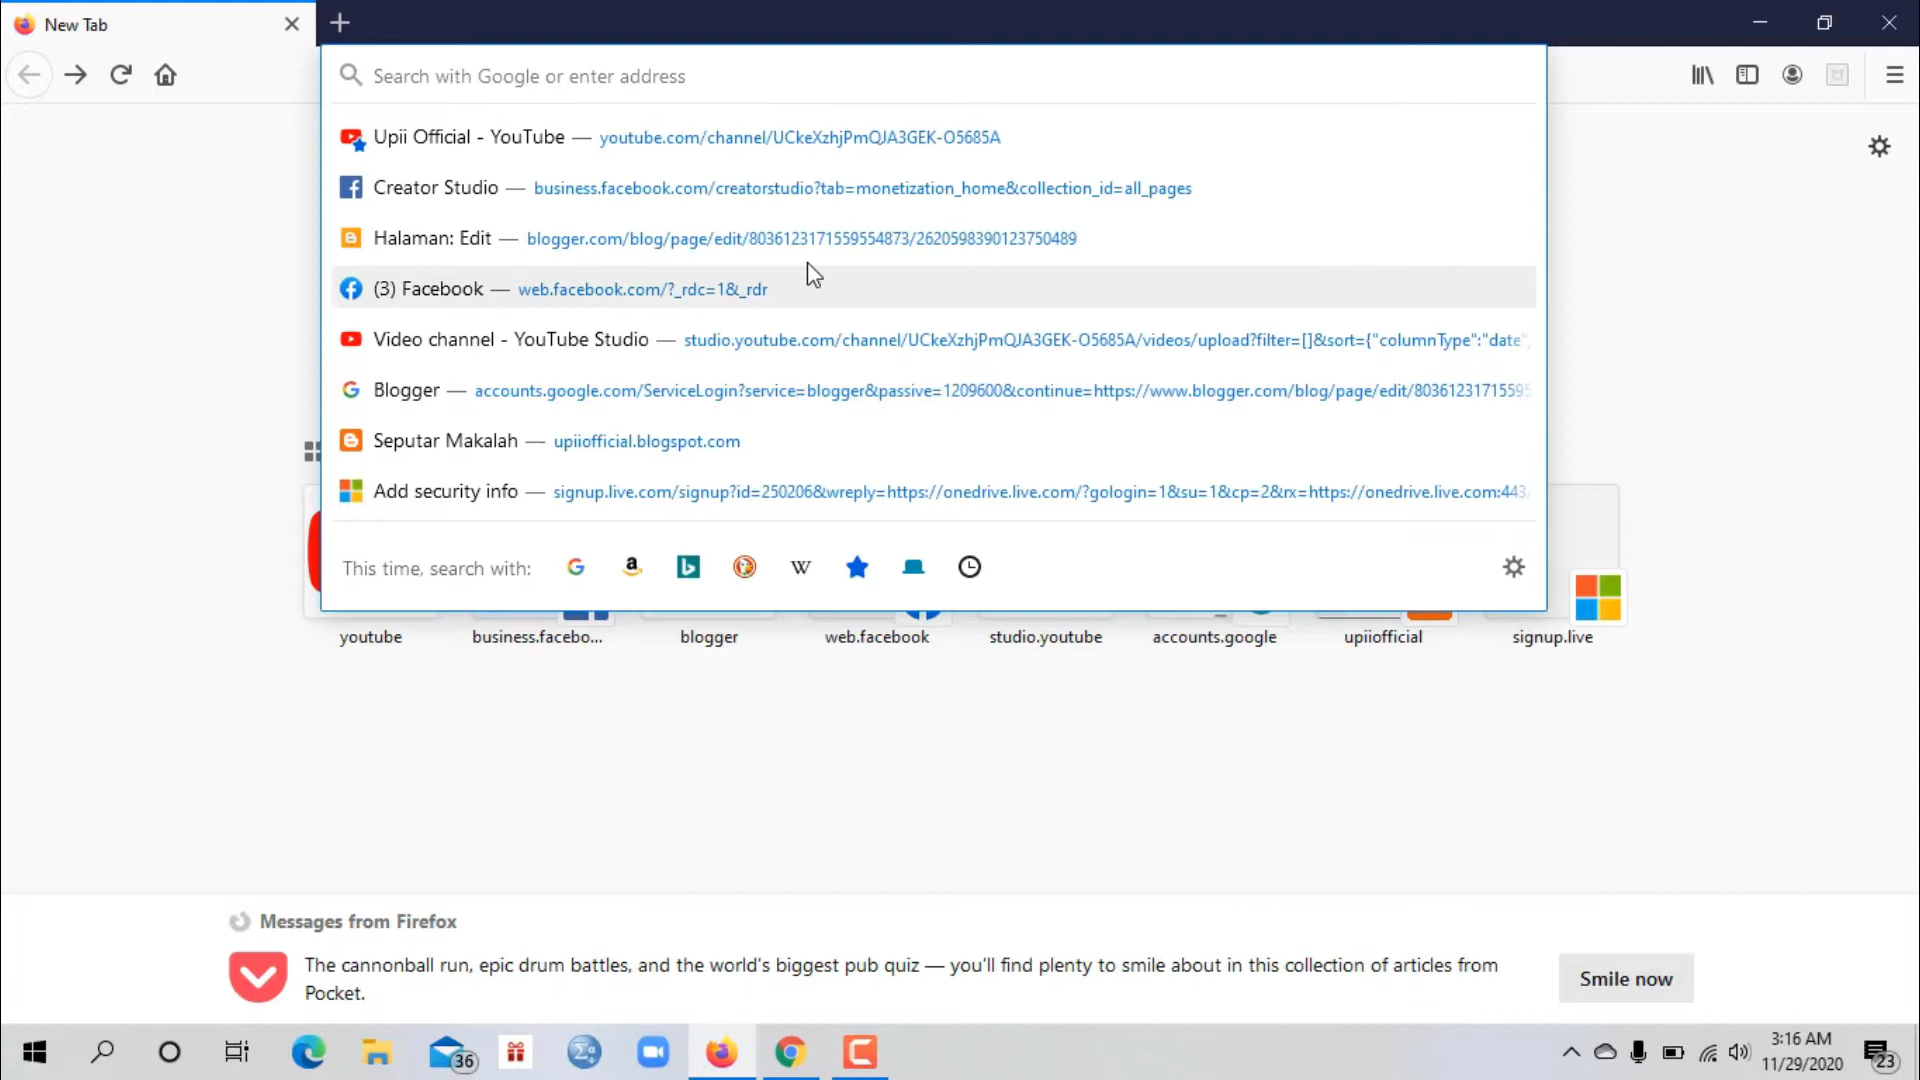 New Tab
Search with Google or enter address
Upii Official - YouTube — youtube.com/channel/UCkeXzhjPmQJA3GEK-O5685A
Creator Studio — business.facebook.com/creatorstudio?tab=monetization_home&collection_id=all_pages
Halaman: Edit — blogger.com/blog/page/edit/8036123171559554873/2620598390123750489
(3) Facebook — web.facebook.com/?_rdc=1&_rdr
Video channel - YouTube Studio — studio.youtube.com/channel/UCkeXzhjPmQJA3GEK-O5685A/videos/upload?filter=[]&sort={"columnType":"date",
Blogger — accounts.google.com/ServiceLogin?service=blogger&passive=1209600&continue=https://www.blogger.com/blog/page/edit/80361231715595
Seputar Makalah — upiiofficial.blogspot.com
Add security info — signup.live.com/signup?id=250206&wreply=https://onedrive.live.com/?gologin=1&su=1&cp=2&rx=https://onedrive.live.com:443/
This time, search with:
youtube
business.facebo...
blogger
web.facebook
studio.youtube
accounts.google
upiiofficial
signup.live
Messages from Firefox
The cannonball run, epic drum battles, and the world's biggest pub quiz — you'll find plenty to smile about in this collection of articles from
Pocket.
Smile now
36
3:16 AM
11/29/2020
23